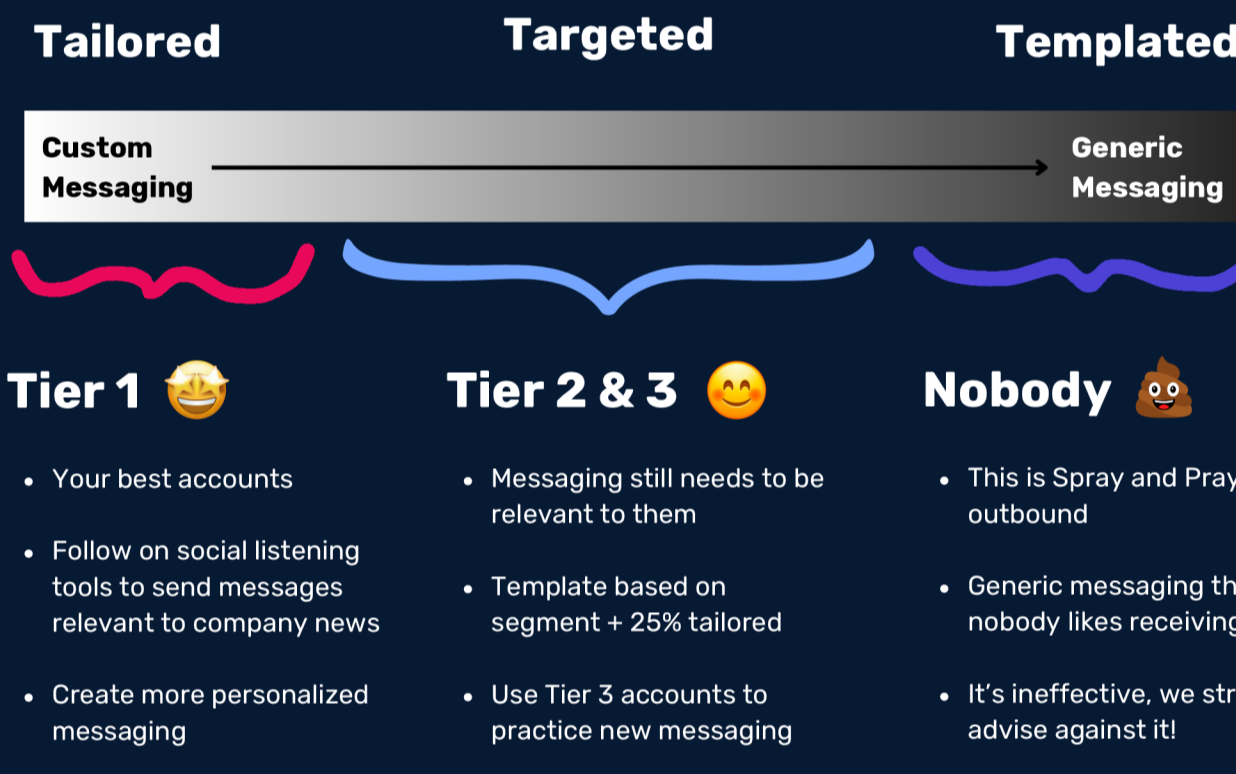 Tailored
Targeted
Templated
Custom
Messaging
Generic
Messaging
Tier 1
Your best accounts
Follow on social listening
tools to send messages
relevant to company news
Create more personalized
messaging
Tier 2 & 3
Messaging still needs to be
relevant to them
Template based on
segment + 25% tailored
Use Tier 3 accounts to
practice new messaging
Nobody
This is Spray and Pray
outbound
Generic messaging th
nobody likes receiving
It’s ineffective, we str
advise against it!